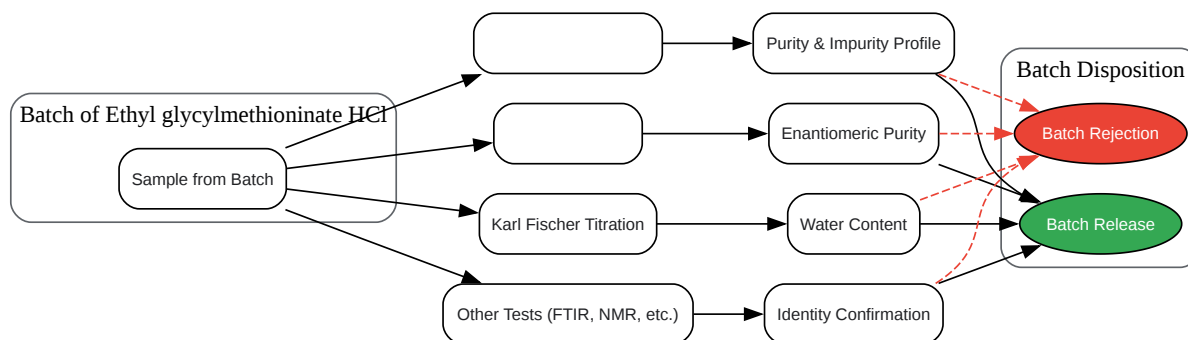 Batch of Ethyl glycylmethioninate HCl
Sample from Batch
Purity & Impurity Profile
Enantiomeric Purity
Karl Fischer Titration
Water Content
Other Tests (FTIR, NMR, etc.)
Identity Confirmation
Batch Disposition
Batch Rejection
Batch Release